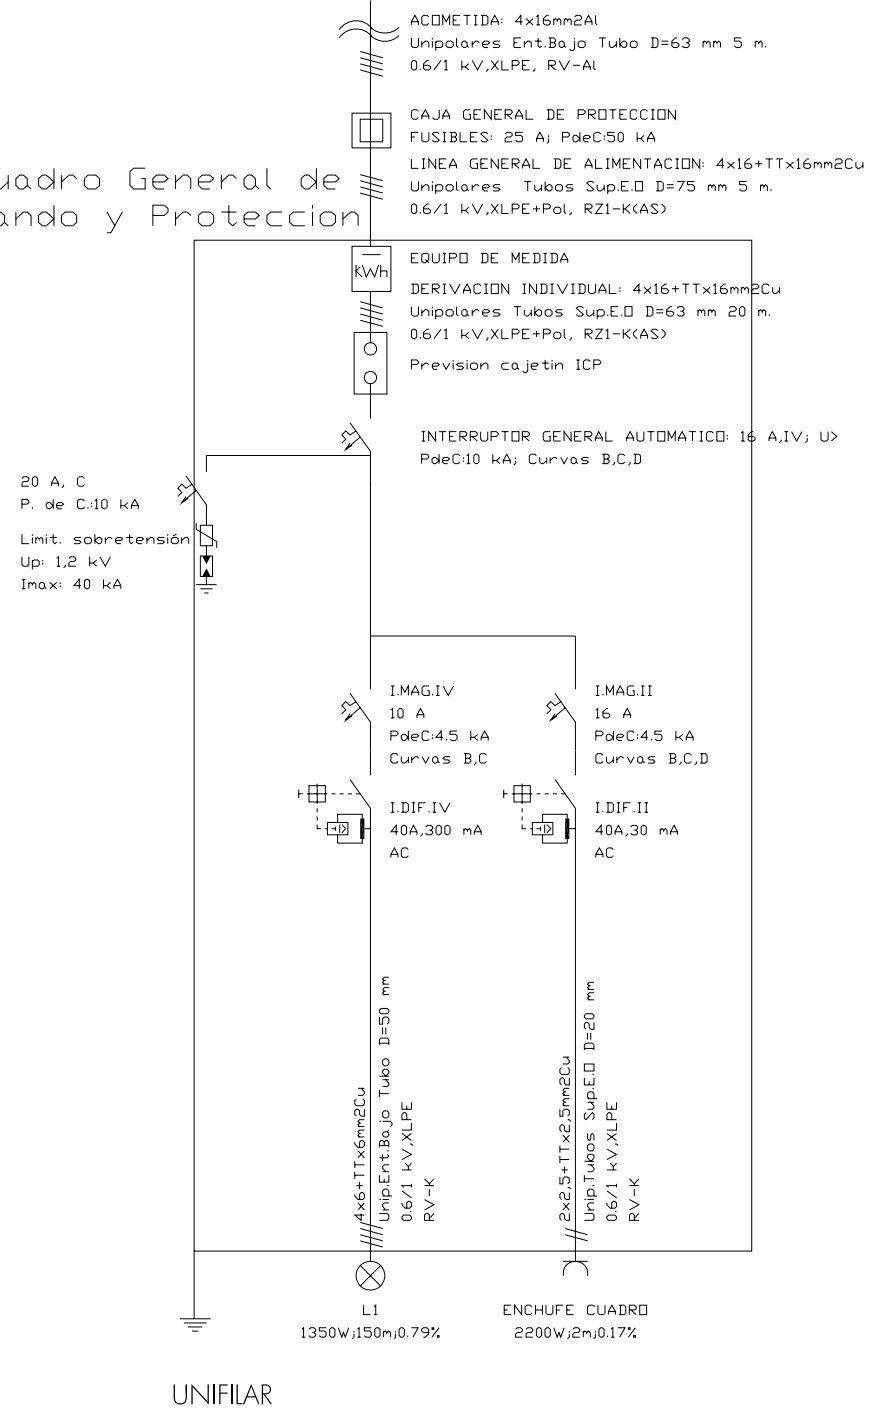 ACOMETIDA: 4x16mm2Al
Unipolares Ent.Bajo Tubo D=63 mm 5 m.
0.6/1 kV,XLPE, RV-Al
CAJA GENERAL DE PROTECCION
FUSIBLES: 25 A; PdeC:50 kA
LINEA GENERAL DE ALIMENTACION: 4x16+TTx16mm2Cu
Unipolares Tubos Sup.E.O D=75 mm 5 m.
0.6/1 kV,XLPE+Pol, RZ1-K(AS)
uadro General de
ando y Proteccion
KWh
EQUIPO DE MEDIDA
DERIVACION INDIVIDUAL: 4x16+TTx16mm2Cu
Unipolares Tubos Sup.E.O D=63 mm 20 m.
0.6/1 kV,XLPE+Pol, RZ1-K(AS)
Prevision cajetin ICP
INTERRUPTOR GENERAL AUTOMATICO: 16 A,IV; U>
PdeC:10 kA; Curvas B,C,D
20 A, C
P. de C.:10 kA
Limit. sobretensión
Up: 1,2 kV
Imax: 40 kA
I.MAG.IV
10 A
PdeC:4.5 kA
Curvas B,C
I.MAG.II
16 A
PdeC:4.5 kA
Curvas B,C,D
I.DIF.IV
40A,300 mA
AC
I.DIF.II
40A,30 mA
AC
4x6+TTx6mm2Cu
Unip.Ent.Bajo Tubo D=50 mm
0.6/1 kV,XLPE
RV-K
2x2,5+TTx2,5mm2Cu
Unip.Tubos Sup.E.O D=20 mm
0.6/1 kV,XLPE
RV-K
L1
1350W;150m;0.79%
ENCHUFE CUADRO
2200W;2m;0.17%
UNIFILAR